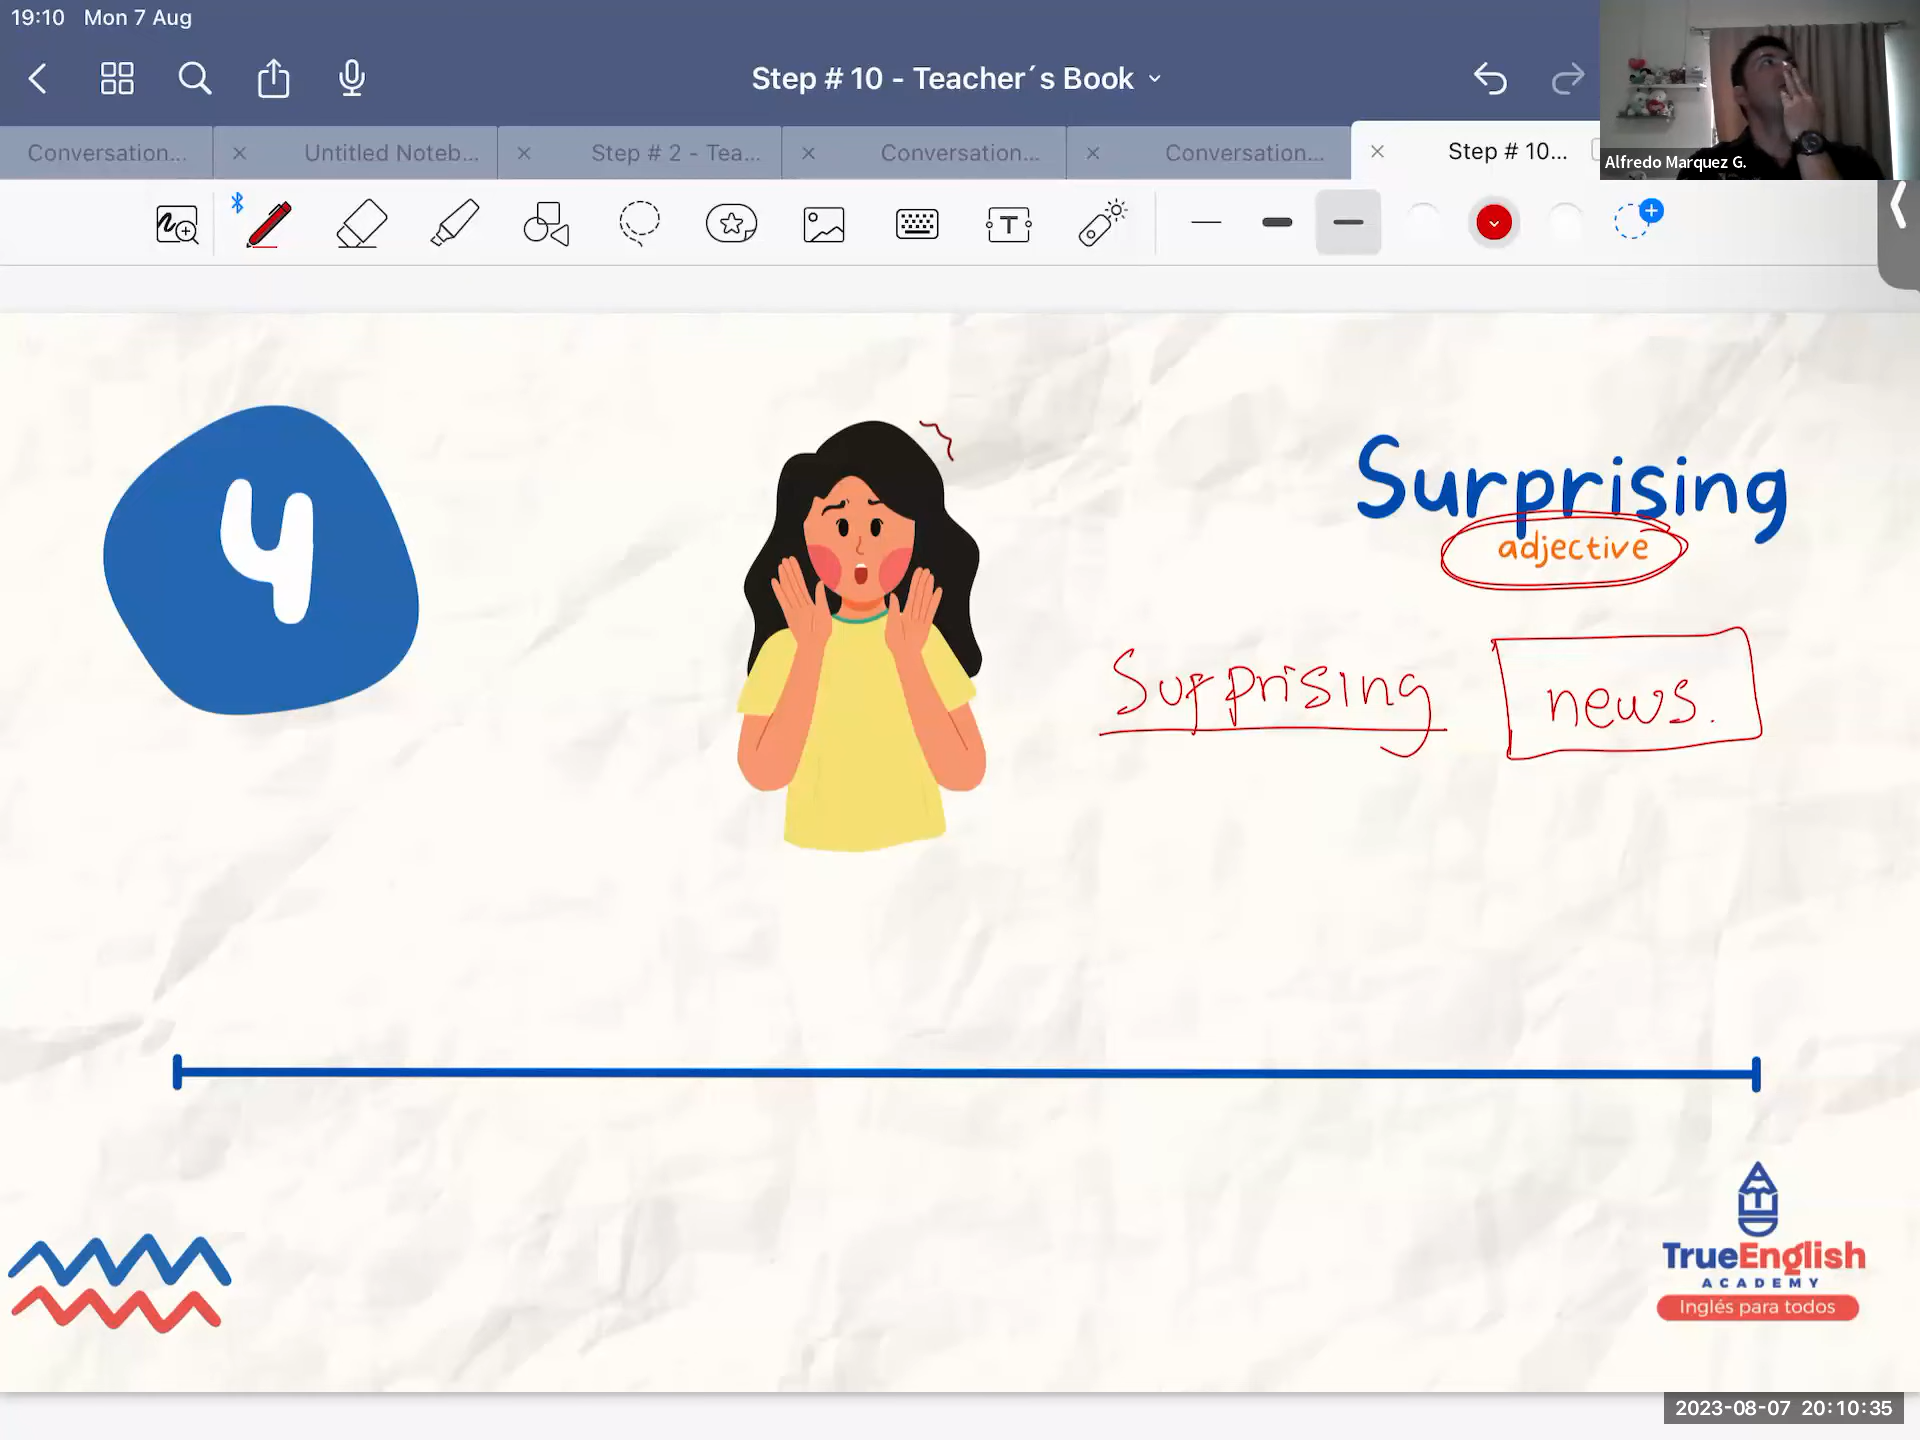 19:10 Mon 7 Aug
Step # 10 - Teacher´s Book
Alfredo Marquez G.
Conversation...
Untitled Noteb...
Step # 2 - Tea...
Conversation...
Conversation...
Step # 10...
T
4
Surprising
adjective
Surprising news.
TrueEnglish
ACADEMY
Inglés para todos
2023-08-07 20:10:35